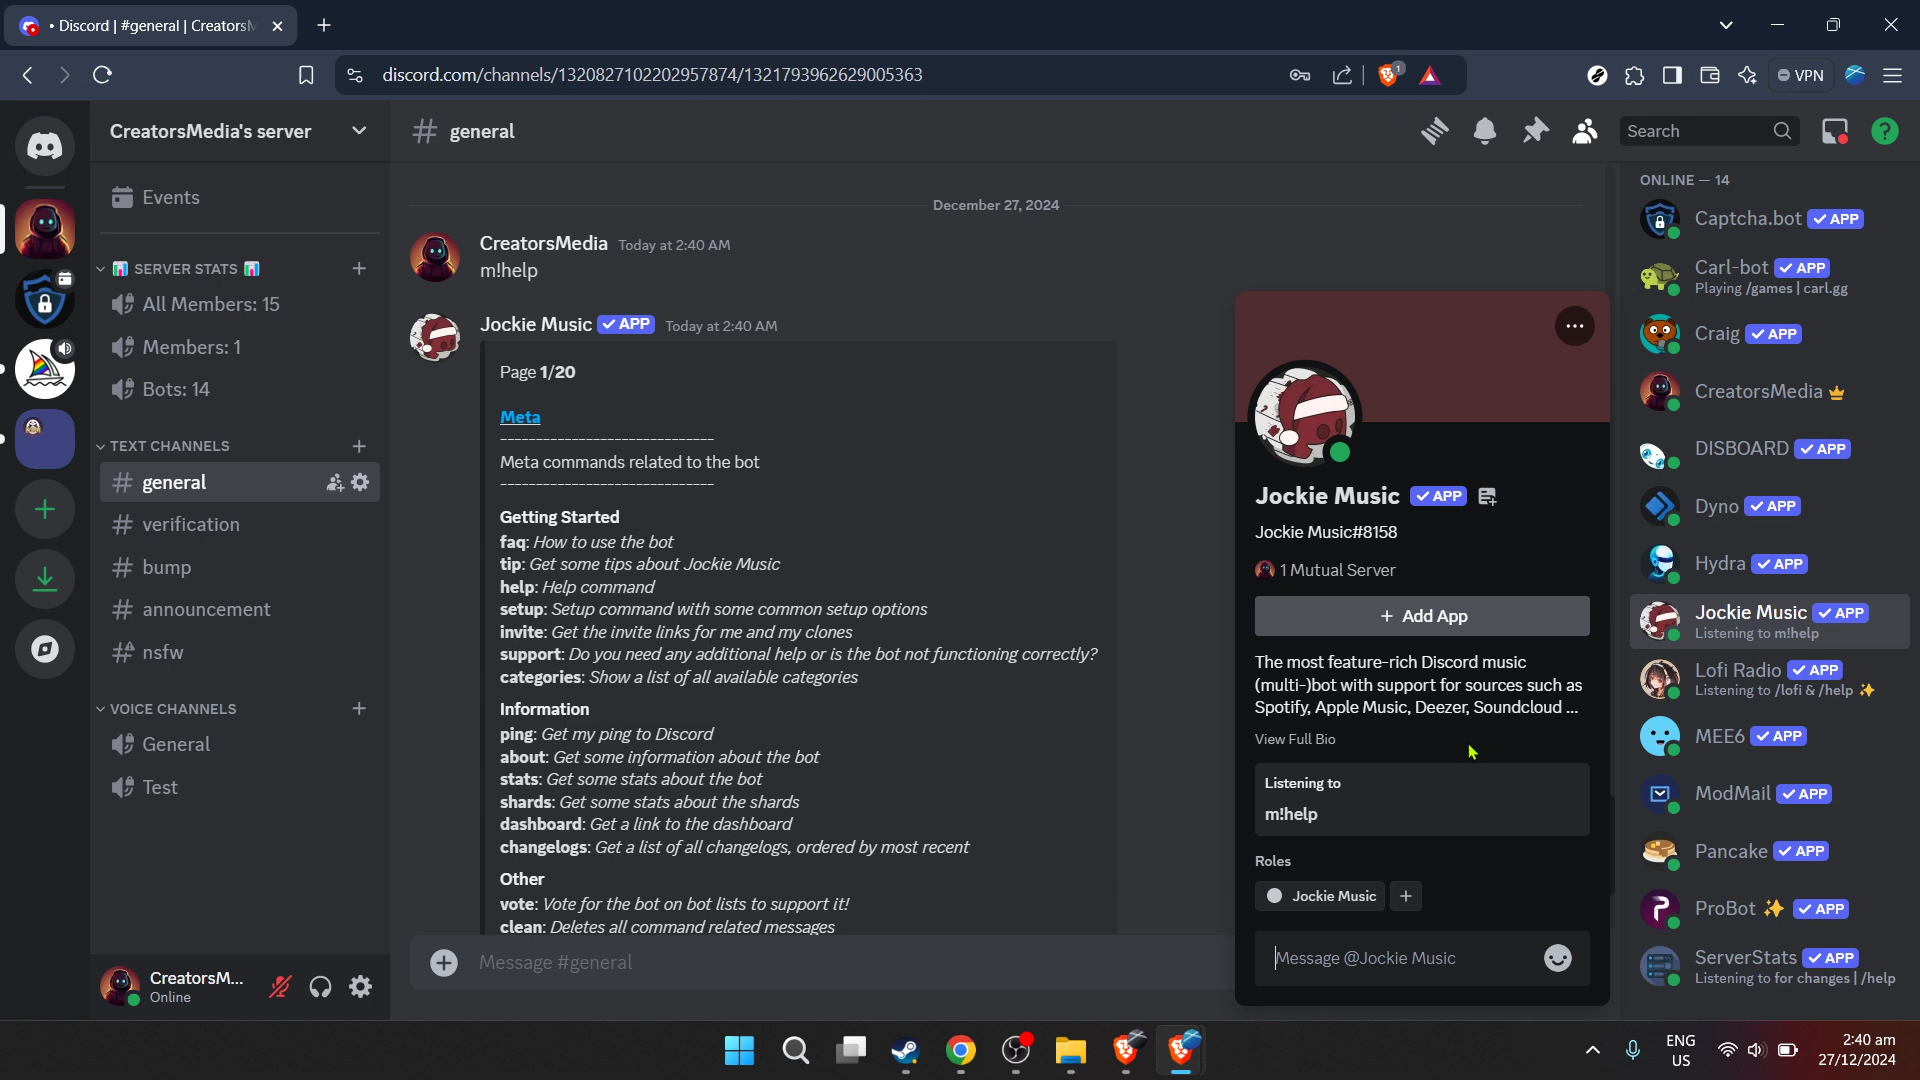 • Discord | #general | CreatorsM
discord.com/channels/1320827102202957874/1321793962629005363
1
VPN
CreatorsMedia's server
general
Search
Events
SERVER STATS
All Members: 15
Members: 1
Bots: 14
TEXT CHANNELS
general
verification
bump
announcement
nsfw
VOICE CHANNELS
General
Test
CreatorsM...
Online
December 27, 2024
CreatorsMedia Today at 2:40 AM
m!help
Jockie Music APP Today at 2:40 AM
Page 1/20
Meta
------------------------------
Meta commands related to the bot
------------------------------
Getting Started
faq: How to use the bot
tip: Get some tips about Jockie Music
help: Help command
setup: Setup command with some common setup options
invite: Get the invite links for me and my clones
support: Do you need any additional help or is the bot not functioning correctly?
categories: Show a list of all available categories
Information
ping: Get my ping to Discord
about: Get some information about the bot
stats: Get some stats about the bot
shards: Get some stats about the shards
dashboard: Get a link to the dashboard
changelogs: Get a list of all changelogs, ordered by most recent
Other
vote: Vote for the bot on bot lists to support it!
clean: Deletes all command related messages
Message #general
Jockie Music APP
Jockie Music#8158
1 Mutual Server
+ Add App
The most feature-rich Discord music
(multi-)bot with support for sources such as
Spotify, Apple Music, Deezer, Soundcloud ...
View Full Bio
Listening to
m!help
Roles
Jockie Music +
Message @Jockie Music
ONLINE — 14
Captcha.bot APP
Carl-bot APP
Playing /games | carl.gg
Craig APP
CreatorsMedia
DISBOARD APP
Dyno APP
Hydra APP
Jockie Music APP
Listening to m!help
Lofi Radio APP
Listening to /lofi & /help ✨
MEE6 APP
ModMail APP
Pancake APP
ProBot ✨ APP
ServerStats APP
Listening to for changes | /help
ENG
US
2:40 am
27/12/2024